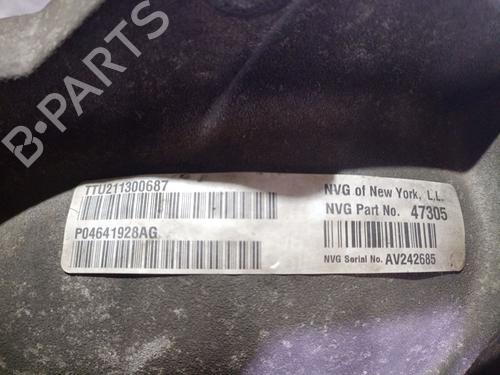 B-PARTS
TTU211300687
P04641928AG
NVG of New York, L.L.
NVG Part No. 47305
NVG Serial No. AV242685